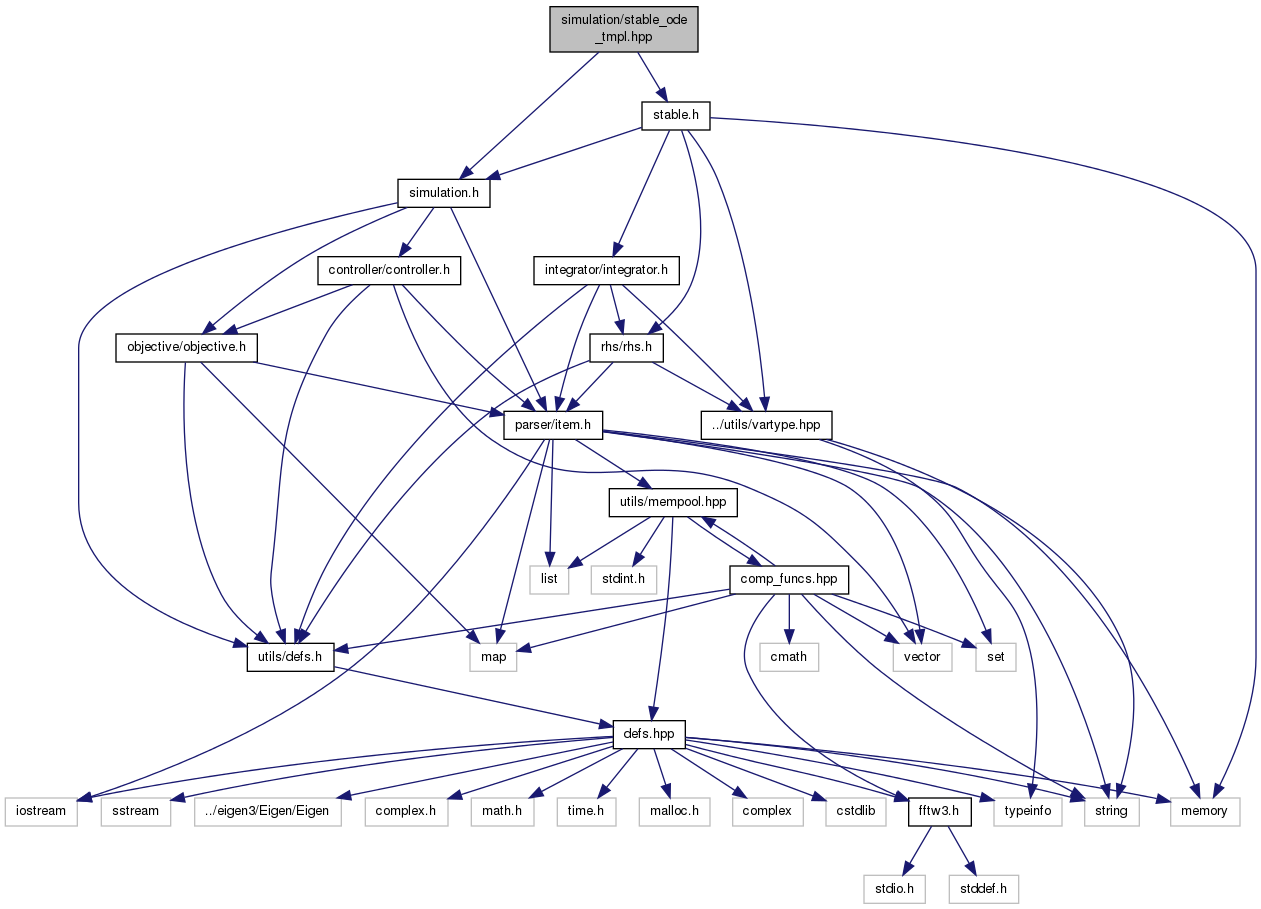 simulation/stable_ode
_tmpl.hpp
stable.h
simulation.h
controller/controller.h
integrator/integrator.h
objective/objective.h
rhs/rhs.h
parser/item.h
../utils/vartype.hpp
utils/mempool.hpp
list
stdint.h
comp_funcs.hpp
utils/defs.h
map
cmath
vector
set
defs.hpp
iostream
sstream
../eigen3/Eigen/Eigen
complex.h
math.h
time.h
malloc.h
complex
cstdlib
fftw3.h
typeinfo
string
memory
stdio.h
stddef.h